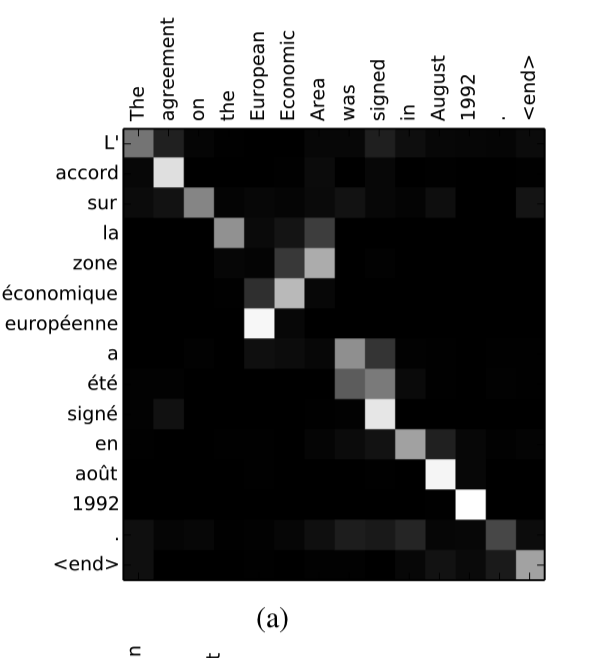 The
agreement
on
the
European
Economic
Area
was
signed
in
August
1992
.
<end>
L'
accord
sur
la
zone
économique
européenne
a
été
signé
en
août
1992
.
<end>
(a)
n
t